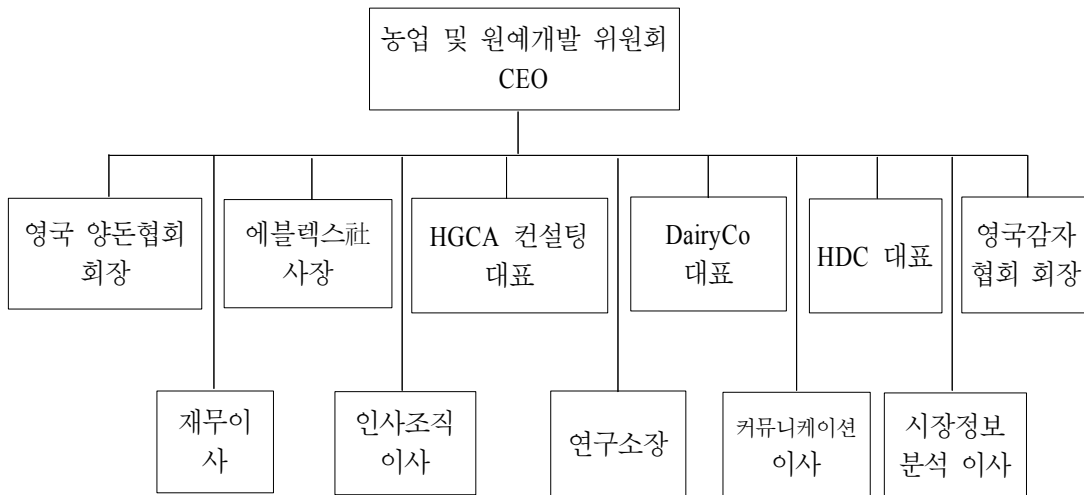 농업 및 원예개발 위원회
CEO
영국 양돈협회
회장
에블렉스社
사장
HGCA 컨설팅
대표
DairyCo
대표
HDC 대표
영국감자
협회 회장
재무이
사
인사조직
이사
연구소장
커뮤니케이션
이사
시장정보
분석 이사